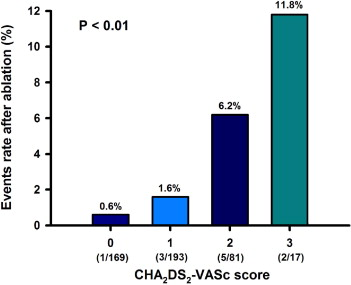 Events rate after ablation (%)
12
10
8
6
4
2
0
P < 0.01
0.6%
1.6%
6.2%
11.8%
0 1 2 3
(1/169) (3/193) (5/81) (2/17)
CHA₂DS₂-VASc score